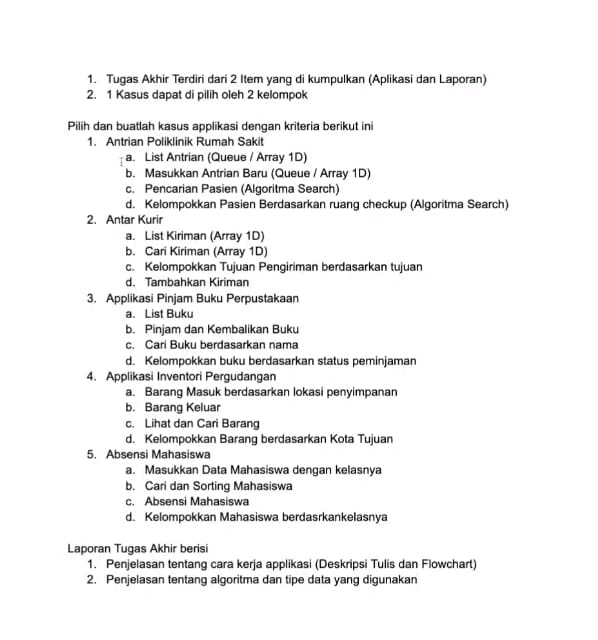 1. Tugas Akhir Terdiri dari 2 Item yang di kumpulkan (Aplikasi dan Laporan)
2. 1 Kasus dapat di pilih oleh 2 kelompok
Pilih dan buatlah kasus applikasi dengan kriteria berikut ini
1. Antrian Poliklinik Rumah Sakit
a. List Antrian (Queue / Array 1D)
b. Masukkan Antrian Baru (Queue / Array 1D)
c. Pencarian Pasien (Algoritma Search)
d. Kelompokkan Pasien Berdasarkan ruang checkup (Algoritma Search)
2. Antar Kurir
a. List Kiriman (Array 1D)
b. Cari Kiriman (Array 1D)
c. Kelompokkan Tujuan Pengiriman berdasarkan tujuan
d. Tambahkan Kiriman
3. Applikasi Pinjam Buku Perpustakaan
a. List Buku
b. Pinjam dan Kembalikan Buku
c. Cari Buku berdasarkan nama
d. Kelompokkan buku berdasarkan status peminjaman
4. Applikasi Inventori Pergudangan
a. Barang Masuk berdasarkan lokasi penyimpanan
b. Barang Keluar
c. Lihat dan Cari Barang
d. Kelompokkan Barang berdasarkan Kota Tujuan
5. Absensi Mahasiswa
a. Masukkan Data Mahasiswa dengan kelasnya
b. Cari dan Sorting Mahasiswa
c. Absensi Mahasiswa
d. Kelompokkan Mahasiswa berdasrkankelasnya
Laporan Tugas Akhir berisi
1. Penjelasan tentang cara kerja applikasi (Deskripsi Tulis dan Flowchart)
2. Penjelasan tentang algoritma dan tipe data yang digunakan